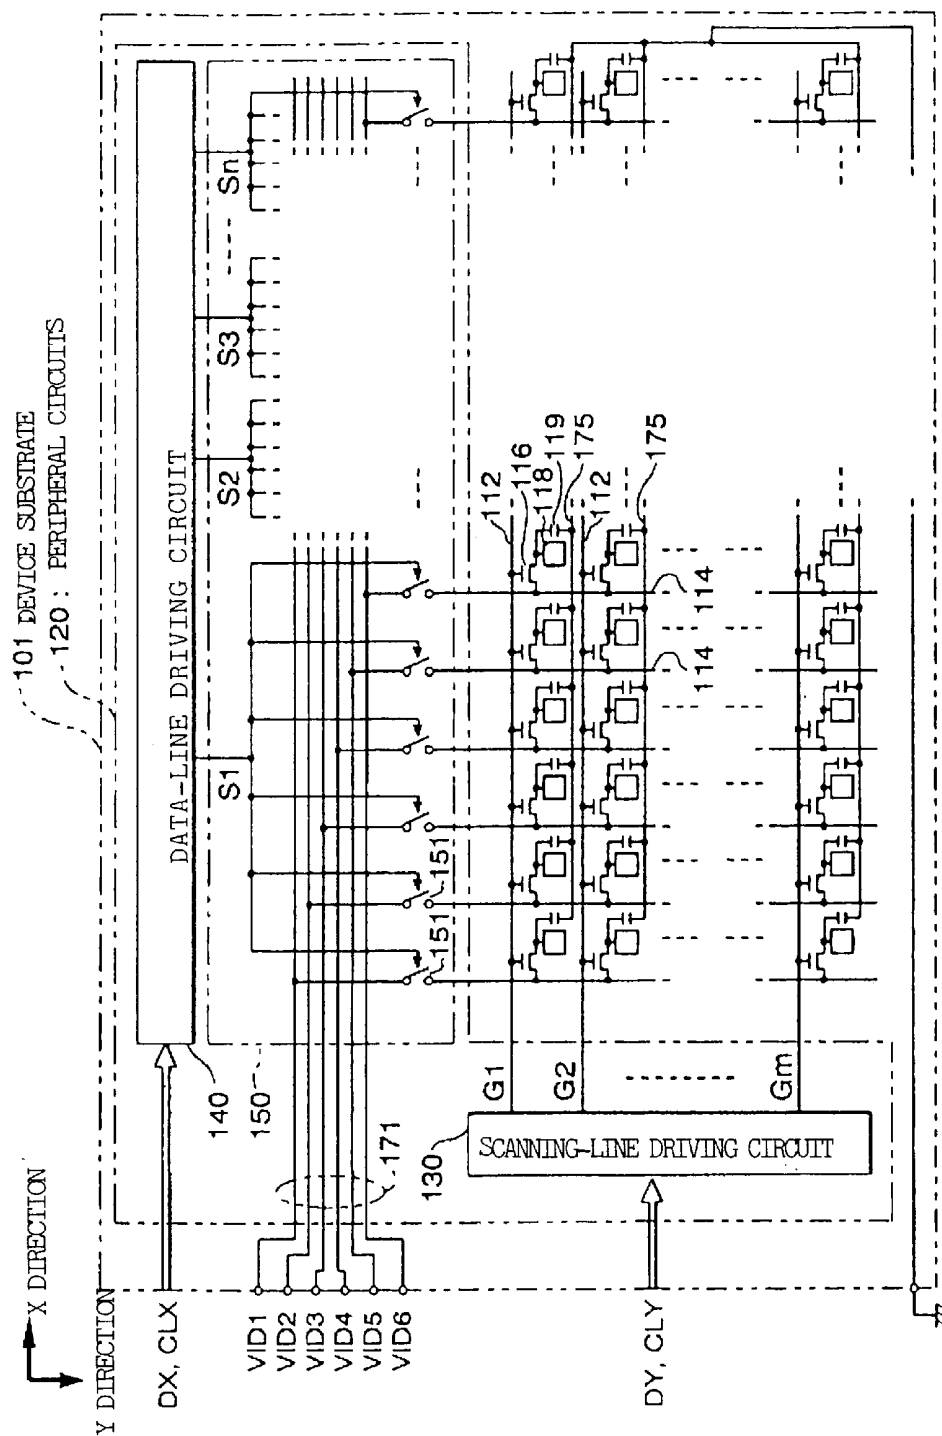 101 DEVICE SUBSTRATE
120 : PERIPHERAL CIRCUITS
X DIRECTION
Y DIRECTION
DX, CLX
140
DATA-LINE DRIVING CIRCUIT
150
S1
S2
S3
Sn
VID1
VID2
VID3
VID4
VID5
VID6
171
151
151
112
116
118
119
175
112
175
G1
G2
Gm
114
114
130
SCANNING-LINE DRIVING CIRCUIT
DY, CLY